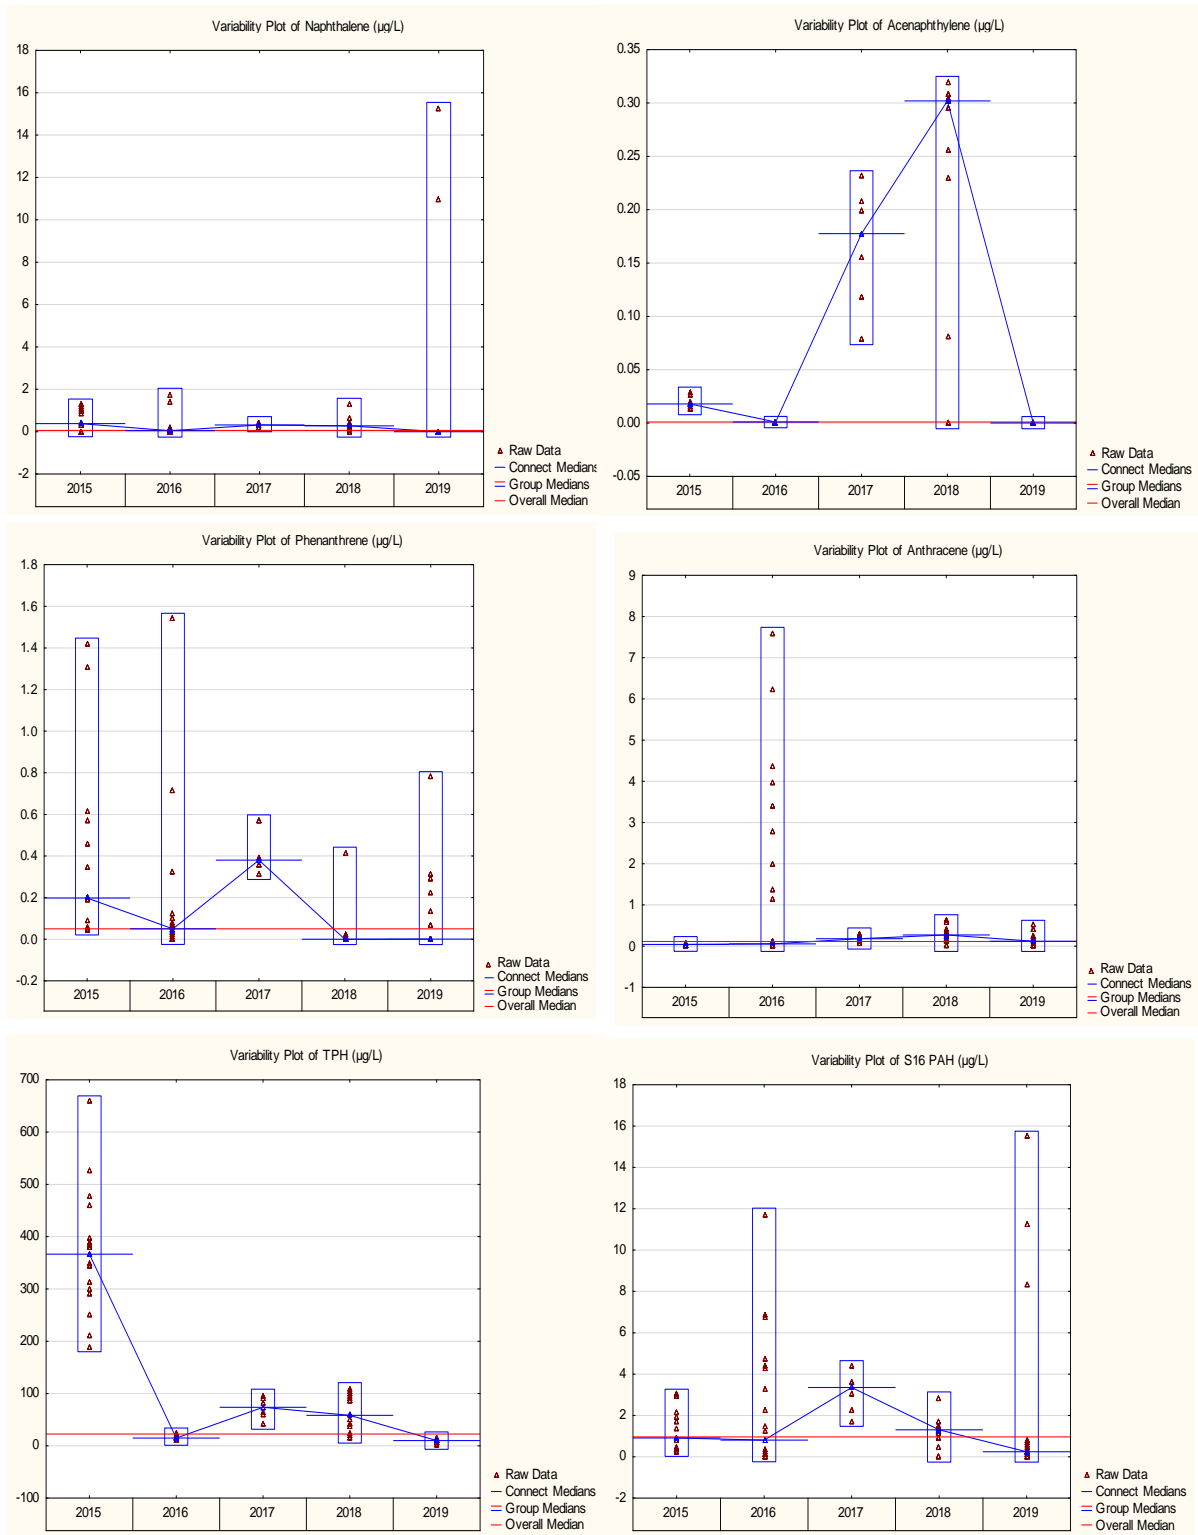 Variability Plot of Naphthalene (µg/L)
18
16
14
12
10
8
6
4
2
0
-2
2015 2016 2017 2018 2019
Raw Data
Connect Medians
Group Medians
Overall Median
Variability Plot of Acenaphthylene (µg/L)
0.35
0.30
0.25
0.20
0.15
0.10
0.05
0.00
-0.05
2015 2016 2017 2018 2019
Raw Data
Connect Medians
Group Medians
Overall Median
Variability Plot of Phenanthrene (µg/L)
1.8
1.6
1.4
1.2
1.0
0.8
0.6
0.4
0.2
0.0
-0.2
2015 2016 2017 2018 2019
Raw Data
Connect Medians
Group Medians
Overall Median
Variability Plot of Anthracene (µg/L)
9
8
7
6
5
4
3
2
1
0
-1
2015 2016 2017 2018 2019
Raw Data
Connect Medians
Group Medians
Overall Median
Variability Plot of TPH (µg/L)
700
600
500
400
300
200
100
0
-100
2015 2016 2017 2018 2019
Raw Data
Connect Medians
Group Medians
Overall Median
Variability Plot of S16 PAH (µg/L)
18
16
14
12
10
8
6
4
2
0
-2
2015 2016 2017 2018 2019
Raw Data
Connect Medians
Group Medians
Overall Median